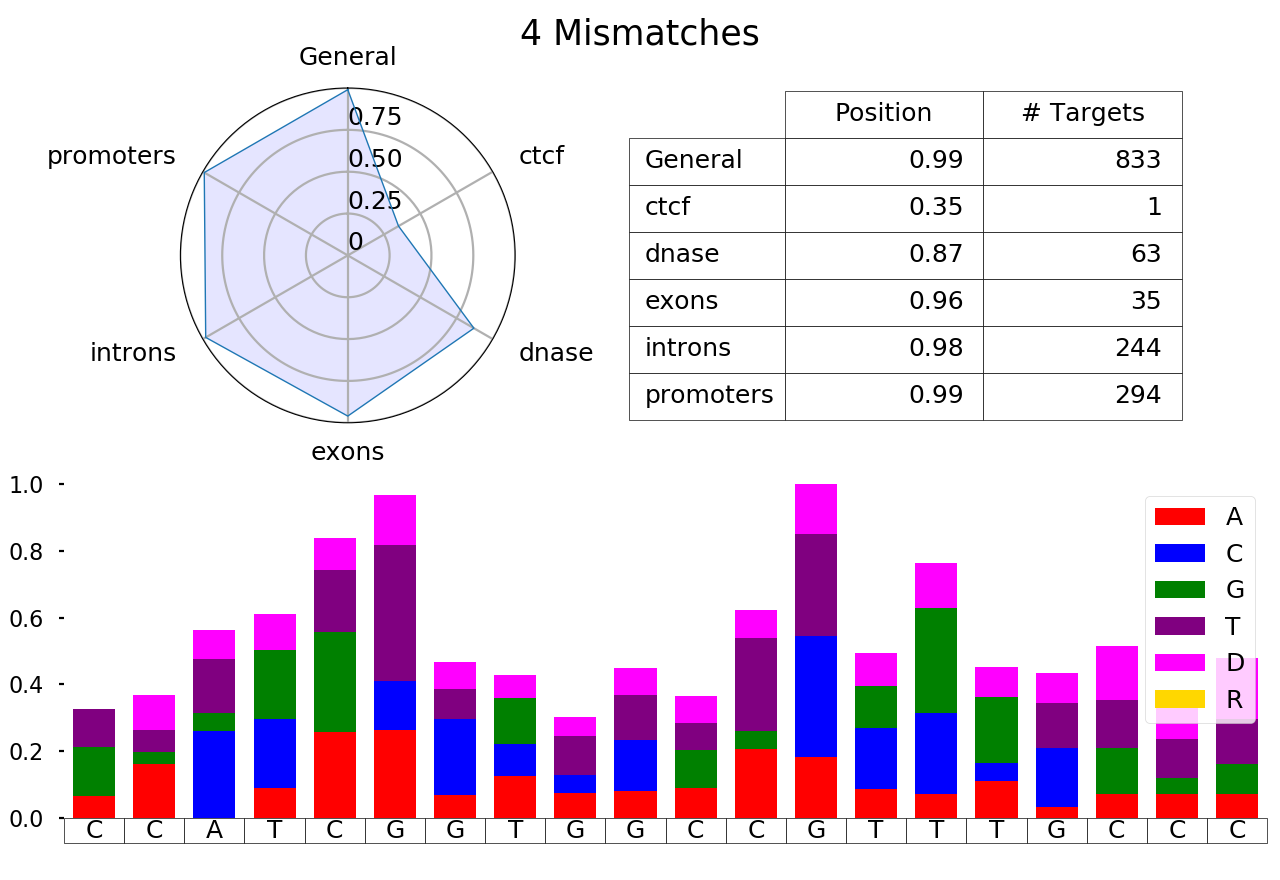 4 Mismatches
General
0.75
promoters
ctcf
0.50
0.25
0
introns
dnase
exons
Position # Targets
General 0.99 833
ctcf 0.35 1
dnase 0.87 63
exons 0.96 35
introns 0.98 244
promoters 0.99 294
1.0
0.8
0.6
0.4
0.2
0.0
A
C
G
T
D
R
C C A T C G G T G G C C G T T T G C C C